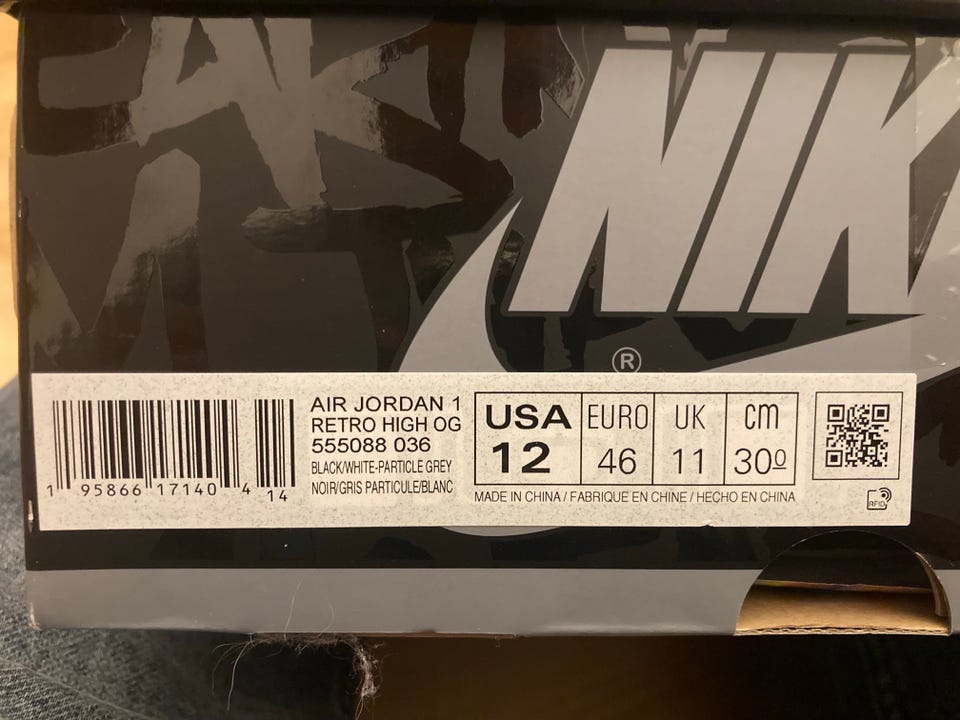 NIK
®
AIR JORDAN 1
RETRO HIGH OG
555088 036
BLACK/WHITE-PARTICLE GREY
NOIR/GRIS PARTICULE/BLANC
1 95866 17140 4 14
USA EURO UK cm
12 46 11 30º
MADE IN CHINA / FABRIQUE EN CHINE / HECHO EN CHINA
RFID